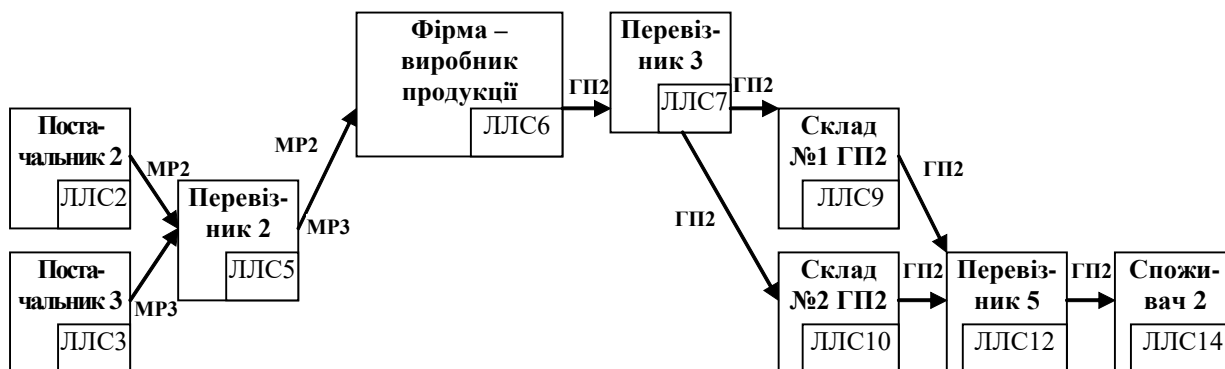 Фірма –
виробник
продукції
ЛЛС6
ГП2
Перевіз-
ник 3
ЛЛС7
ГП2
Поста-
чальник 2
ЛЛС2
МР2
МР2
Перевіз-
ник 2
ЛЛС5
МР3
Поста-
чальник 3
ЛЛС3
МР3
Склад
№1 ГП2
ЛЛС9
ГП2
ГП2
Склад
№2 ГП2
ЛЛС10
ГП2
Перевіз-
ник 5
ЛЛС12
ГП2
Спожи-
вач 2
ЛЛС14